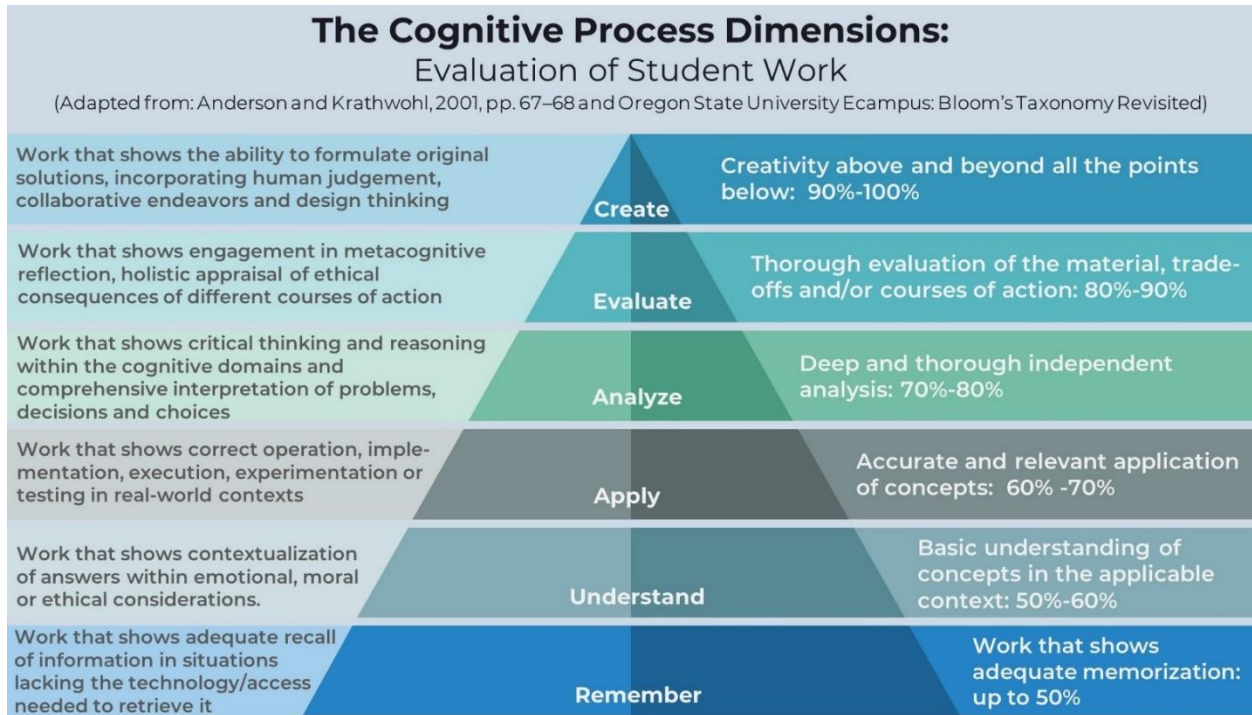 The Cognitive Process Dimensions:
Evaluation of Student Work
(Adapted from: Anderson and Krathwohl, 2001, pp. 67–68 and Oregon State University Ecampus: Bloom’s Taxonomy Revisited)
Work that shows the ability to formulate original
solutions, incorporating human judgement,
collaborative endeavors and design thinking
Create
Creativity above and beyond all the points
below: 90%-100%
Work that shows engagement in metacognitive
reflection, holistic appraisal of ethical
consequences of different courses of action
Evaluate
Thorough evaluation of the material, trade-
offs and/or courses of action: 80%-90%
Work that shows critical thinking and reasoning
within the cognitive domains and
comprehensive interpretation of problems,
decisions and choices
Analyze
Deep and thorough independent
analysis: 70%-80%
Work that shows correct operation, imple-
mentation, execution, experimentation or
testing in real-world contexts
Apply
Accurate and relevant application
of concepts: 60% -70%
Work that shows contextualization
of answers within emotional, moral
or ethical considerations.
Understand
Basic understanding of
concepts in the applicable
context: 50%-60%
Work that shows adequate recall
of information in situations
lacking the technology/access
needed to retrieve it
Remember
Work that shows
adequate memorization:
up to 50%